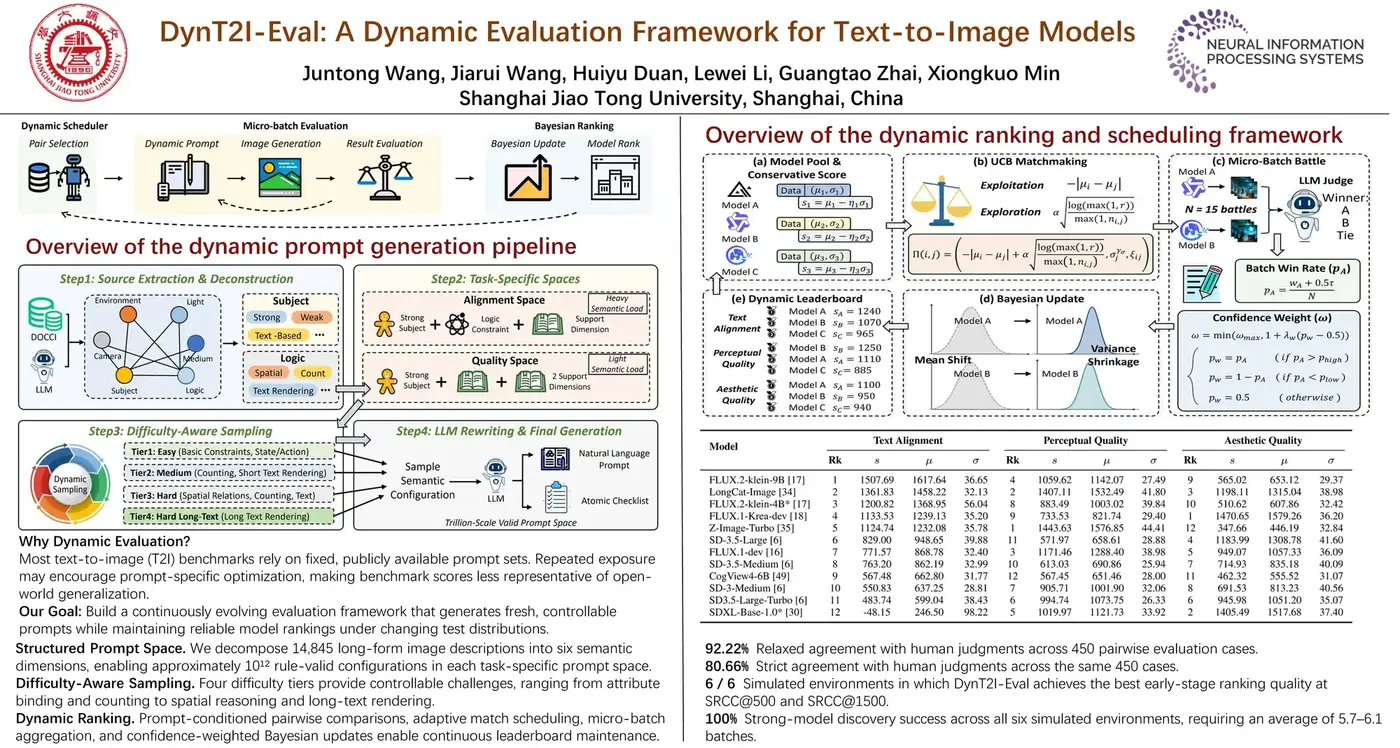 DynT2I-Eval: A Dynamic Evaluation Framework for Text-to-Image Models
Juntong Wang, Jiarui Wang, Huiyu Duan, Lewei Li, Guangtao Zhai, Xiongkuo Min
Shanghai Jiao Tong University, Shanghai, China
SHANGHAI JIAO TONG UNIVERSITY
1896
NEURAL INFORMATION
PROCESSING SYSTEMS
Dynamic Scheduler
Micro-batch Evaluation
Bayesian Ranking
Pair Selection
Dynamic Prompt
Image Generation
Result Evaluation
Bayesian Update
Model Rank
Overview of the dynamic prompt generation pipeline
Step1: Source Extraction & Deconstruction
DOCCI
LLM
Environment
Light
Camera
Medium
Subject
Logic
Subject
Strong
Weak
Text -Based
...
Logic
Spatial
Count
Text Rendering
...
Step2: Task-Specific Spaces
Alignment Space
Heavy
Semantic Load
Strong
Subject
+
Logic
Constraint
+
Support
Dimension
Quality Space
Light
Semantic Load
Strong
Subject
+
+
2 Support
Dimensions
Step3: Difficulty-Aware Sampling
Dynamic
Sampling
Tier1: Easy (Basic Constraints, State/Action)
Tier2: Medium (Counting, Short Text Rendering)
Tier3: Hard (Spatial Relations, Counting, Text)
Tier4: Hard Long-Text (Long Text Rendering)
Step4: LLM Rewriting & Final Generation
Sample
Semantic
Configuration
LLM
Natural Language
Prompt
Atomic Checklist
Trillion-Scale Valid Prompt Space
Why Dynamic Evaluation?
Most text-to-image (T2I) benchmarks rely on fixed, publicly available prompt sets. Repeated exposure
may encourage prompt-specific optimization, making benchmark scores less representative of open-
world generalization.
Our Goal: Build a continuously evolving evaluation framework that generates fresh, controllable
prompts while maintaining reliable model rankings under changing test distributions.
Structured Prompt Space. We decompose 14,845 long-form image descriptions into six semantic
dimensions, enabling approximately 10¹² rule-valid configurations in each task-specific prompt space.
Difficulty-Aware Sampling. Four difficulty tiers provide controllable challenges, ranging from attribute
binding and counting to spatial reasoning and long-text rendering.
Dynamic Ranking. Prompt-conditioned pairwise comparisons, adaptive match scheduling, micro-batch
aggregation, and confidence-weighted Bayesian updates enable continuous leaderboard maintenance.
Overview of the dynamic ranking and scheduling framework
(a) Model Pool &
Conservative Score
Model A
Data (μ₁, σ₁)
s₁ = μ₁ − η₁σ₁
Model B
Data (μ₂, σ₂)
s₂ = μ₂ − η₂σ₂
Model C
Data (μ₃, σ₃)
s₃ = μ₃ − η₃σ₃
(b) UCB Matchmaking
Exploitation −|μᵢ − μⱼ|
Exploration α √(log(max(1,r)) / max(1,nᵢ,ⱼ))
Π(i,j) = (−|μᵢ − μⱼ| + α √(log(max(1,r)) / max(1,nᵢ,ⱼ)), σᵢ^γσ, ξᵢⱼ)
(c) Micro-Batch Battle
Model A
Model B
N = 15 battles
LLM Judge
Winner:
A
B
Tie
Batch Win Rate (p_A)
p_A = (w_A + 0.5τ) / N
Confidence Weight (ω)
ω = min(ω_max, 1 + λ_w(p_w − 0.5))
p_w = p_A (if p_A > p_high)
p_w = 1 − p_A (if p_A < p_low)
p_w = 0.5 (otherwise)
(d) Bayesian Update
Model A
Model A
Mean Shift
Variance
Shrinkage
Model B
Model B
(e) Dynamic Leaderboard
Text
Alignment
Model A s_A = 1240
Model B s_B = 1070
Model C s_C = 965
Perceptual
Quality
Model B s_B = 1250
Model A s_A = 1110
Model C s_C = 885
Aesthetic
Quality
Model A s_A = 1100
Model B s_B = 950
Model C s_C = 940
Model Text Alignment Perceptual Quality Aesthetic Quality
Rk s μ σ Rk s μ σ Rk s μ σ
FLUX.2-klein-9B [17] 1 1507.69 1617.64 36.65 4 1059.62 1142.07 27.49 9 565.02 653.12 29.37
LongCat-Image [34] 2 1361.83 1458.22 32.13 2 1407.11 1532.49 41.80 3 1198.11 1315.04 38.98
FLUX.2-klein-4B* [17] 3 1200.82 1368.95 56.04 8 883.49 1003.02 39.84 10 510.62 607.86 32.42
FLUX.1-Krea-dev [18] 4 1133.53 1239.13 35.20 9 733.53 821.74 29.40 1 1470.65 1579.26 36.20
Z-Image-Turbo [35] 5 1124.74 1232.08 35.78 1 1443.63 1576.85 44.41 12 347.66 446.19 32.84
SD-3.5-Large [6] 6 829.00 948.65 39.88 11 571.97 658.61 28.88 4 1183.99 1308.78 41.60
FLUX.1-dev [16] 7 771.57 868.78 32.40 3 1171.46 1288.40 38.98 5 949.07 1057.33 36.09
SD-3.5-Medium [6] 8 763.20 862.19 32.99 10 613.03 690.86 25.94 7 714.93 835.18 40.09
CogView4-6B [49] 9 567.48 662.80 31.77 12 567.45 651.46 28.00 11 462.32 555.52 31.07
SD-3-Medium [6] 10 550.83 637.25 28.81 7 905.71 1001.90 32.06 8 691.53 813.23 40.56
SD3.5-Large-Turbo [6] 11 483.74 599.04 38.43 6 994.74 1073.75 26.33 6 945.98 1051.20 35.07
SDXL-Base-1.0* [30] 12 -48.15 246.50 98.22 5 1019.97 1121.73 33.92 2 1405.49 1517.68 37.40
92.22% Relaxed agreement with human judgments across 450 pairwise evaluation cases.
80.66% Strict agreement with human judgments across the same 450 cases.
6 / 6 Simulated environments in which DynT2I-Eval achieves the best early-stage ranking quality at
SRCC@500 and SRCC@1500.
100% Strong-model discovery success across all six simulated environments, requiring an average of 5.7–6.1
batches.